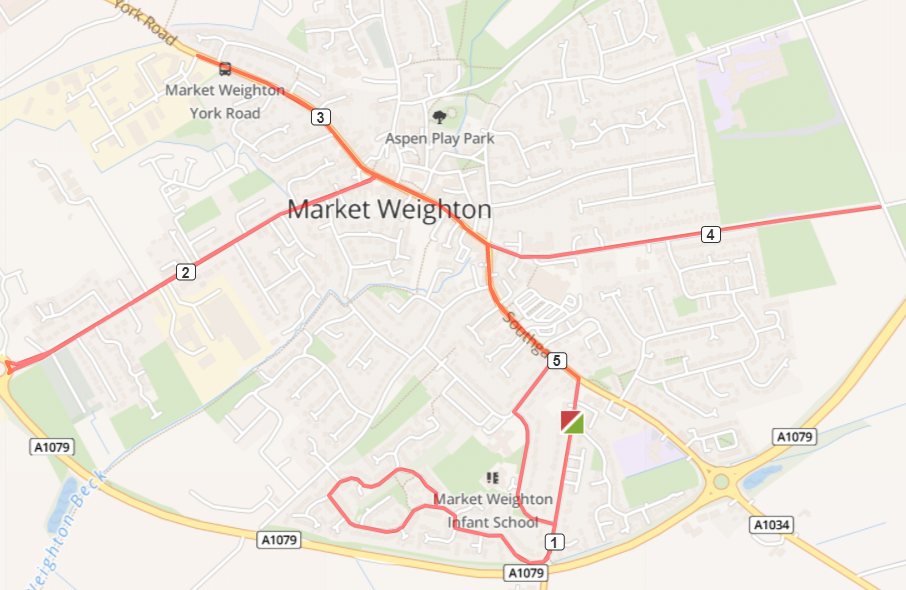 York Road
Market Weighton
York Road
3
Aspen Play Park
Market Weighton
4
2
Southga
5
A1079
A1079
Market Weighton
Infant School
Weighton Beck
A1034
1
A1079
A1079